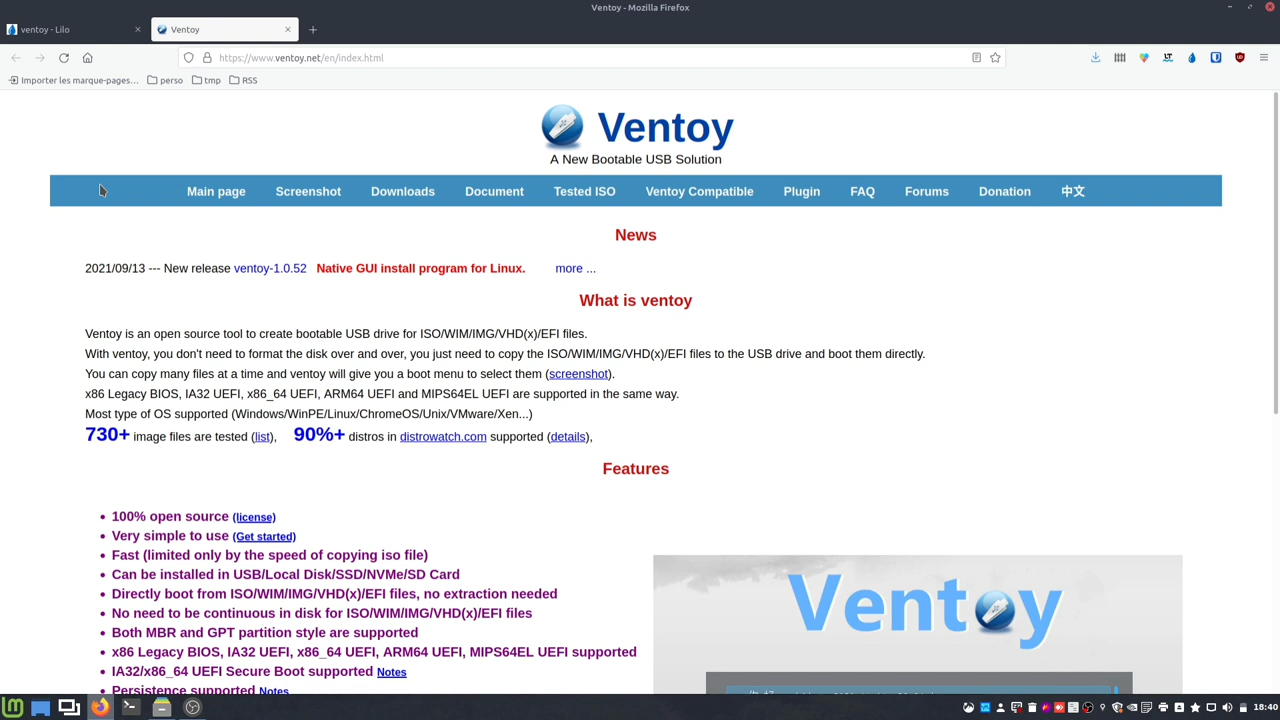 Ventoy - Mozilla Firefox
ventoy - Lilo
Ventoy
https://www.ventoy.net/en/index.html
Importer les marque-pages…
perso
tmp
RSS
Ventoy
A New Bootable USB Solution
Main page Screenshot Downloads Document Tested ISO Ventoy Compatible Plugin FAQ Forums Donation 中文
News
2021/09/13 --- New release ventoy-1.0.52 Native GUI install program for Linux. more ...
What is ventoy
Ventoy is an open source tool to create bootable USB drive for ISO/WIM/IMG/VHD(x)/EFI files.
With ventoy, you don't need to format the disk over and over, you just need to copy the ISO/WIM/IMG/VHD(x)/EFI files to the USB drive and boot them directly.
You can copy many files at a time and ventoy will give you a boot menu to select them (screenshot).
x86 Legacy BIOS, IA32 UEFI, x86_64 UEFI, ARM64 UEFI and MIPS64EL UEFI are supported in the same way.
Most type of OS supported (Windows/WinPE/Linux/ChromeOS/Unix/VMware/Xen...)
730+ image files are tested (list), 90%+ distros in distrowatch.com supported (details),
Features
100% open source (license)
Very simple to use (Get started)
Fast (limited only by the speed of copying iso file)
Can be installed in USB/Local Disk/SSD/NVMe/SD Card
Directly boot from ISO/WIM/IMG/VHD(x)/EFI files, no extraction needed
No need to be continuous in disk for ISO/WIM/IMG/VHD(x)/EFI files
Both MBR and GPT partition style are supported
x86 Legacy BIOS, IA32 UEFI, x86_64 UEFI, ARM64 UEFI, MIPS64EL UEFI supported
IA32/x86_64 UEFI Secure Boot supported Notes
Persistence supported Notes
Ventoy
18:40